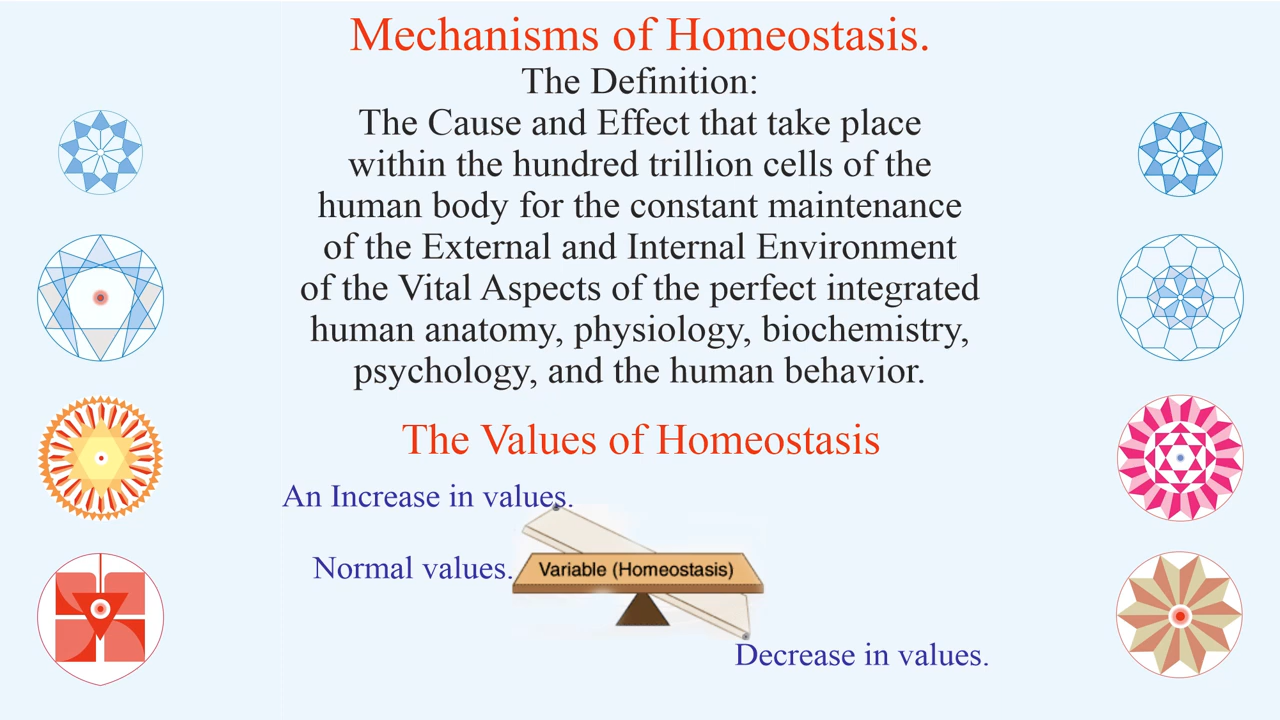 Mechanisms of Homeostasis.
The Definition:
The Cause and Effect that take place
within the hundred trillion cells of the
human body for the constant maintenance
of the External and Internal Environment
of the Vital Aspects of the perfect integrated
human anatomy, physiology, biochemistry,
psychology, and the human behavior.
The Values of Homeostasis
An Increase in values.
Normal values.
Variable (Homeostasis)
Decrease in values.